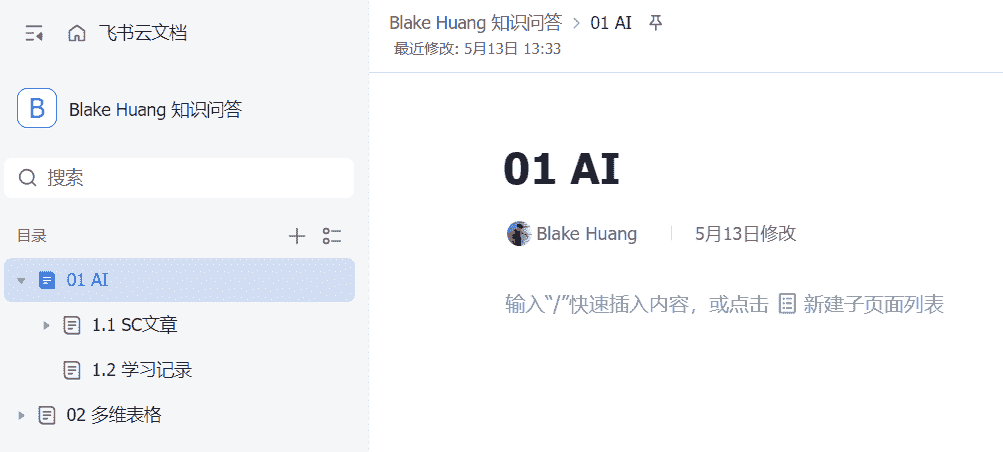 飞书云文档
Blake Huang 知识问答
搜索
目录
01 AI
1.1 SC文章
1.2 学习记录
02 多维表格
Blake Huang 知识问答 > 01 AI
最近修改: 5月13日 13:33
01 AI
Blake Huang 5月13日修改
输入“/”快速插入内容，或点击 新建子页面列表